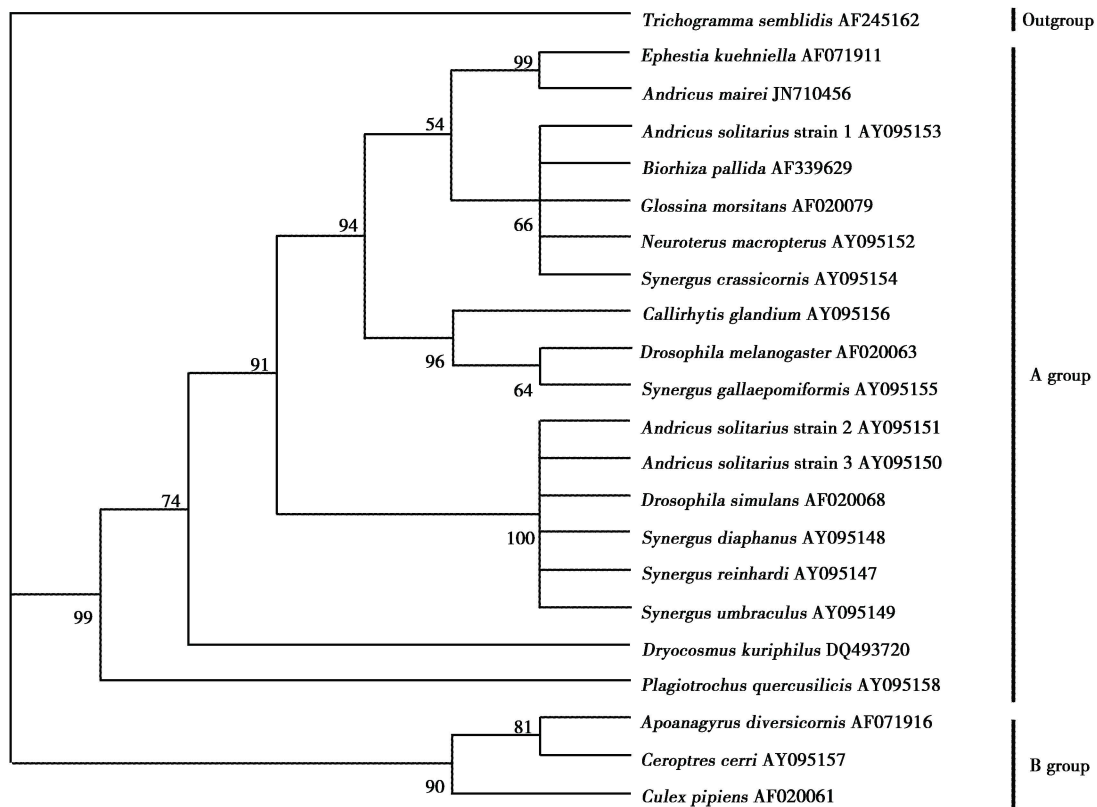 Trichogramma semblidis AF245162
Outgroup
Ephestia kuehniella AF071911
99
Andricus mairei JN710456
54
Andricus solitarius strain 1 AY095153
Biorhiza pallida AF339629
Glossina morsitans AF020079
94
66
Neuroterus macropterus AY095152
Synergus crassicornis AY095154
Callirhytis glandium AY095156
Drosophila melanogaster AF020063
91
96
A group
64
Synergus gallaepomiformis AY095155
Andricus solitarius strain 2 AY095151
Andricus solitarius strain 3 AY095150
74
Drosophila simulans AF020068
100
Synergus diaphanus AY095148
Synergus reinhardi AY095147
Synergus umbraculus AY095149
99
Dryocosmus kuriphilus DQ493720
Plagiotrochus quercusilicis AY095158
Apoanagyrus diversicornis AF071916
81
Ceroptres cerri AY095157
B group
90
Culex pipiens AF020061